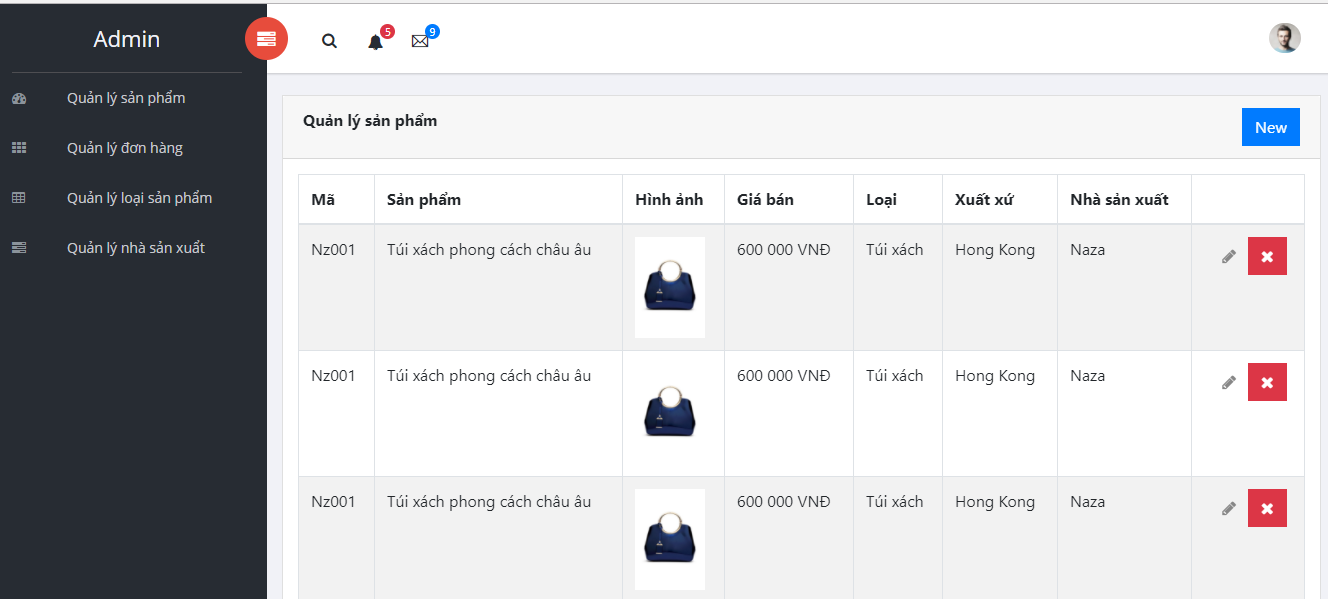 Admin
5
9
Quản lý sản phẩm
Quản lý đơn hàng
Quản lý loại sản phẩm
Quản lý nhà sản xuất
Quản lý sản phẩm
New
Mã Sản phẩm Hình ảnh Giá bán Loại Xuất xứ Nhà sản xuất
Nz001 Túi xách phong cách châu âu 600 000 VNĐ Túi xách Hong Kong Naza
Nz001 Túi xách phong cách châu âu 600 000 VNĐ Túi xách Hong Kong Naza
Nz001 Túi xách phong cách châu âu 600 000 VNĐ Túi xách Hong Kong Naza